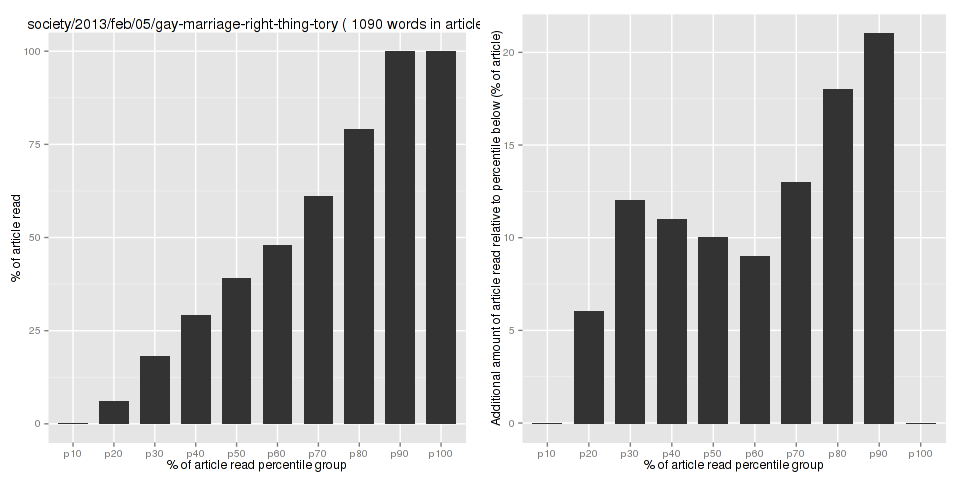 society/2013/feb/05/gay-marriage-right-thing-tory ( 1090 words in article
% of article read
100
75
50
25
0
p10 p20 p30 p40 p50 p60 p70 p80 p90 p100
% of article read percentile group
Additional amount of article read relative to percentile below (% of article)
20
15
10
5
0
p10 p20 p30 p40 p50 p60 p70 p80 p90 p100
% of article read percentile group